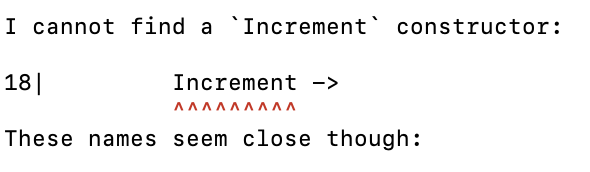 I cannot find a `Increment` constructor:
18|         Increment ->
            ^^^^^^^^^
These names seem close though: